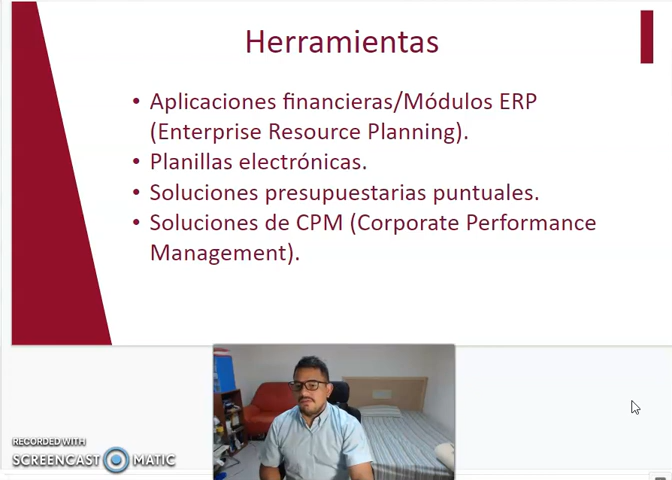 Herramientas
• Aplicaciones financieras/Módulos ERP
(Enterprise Resource Planning).
• Planillas electrónicas.
• Soluciones presupuestarias puntuales.
• Soluciones de CPM (Corporate Performance
Management).
RECORDED WITH
SCREENCAST MATIC